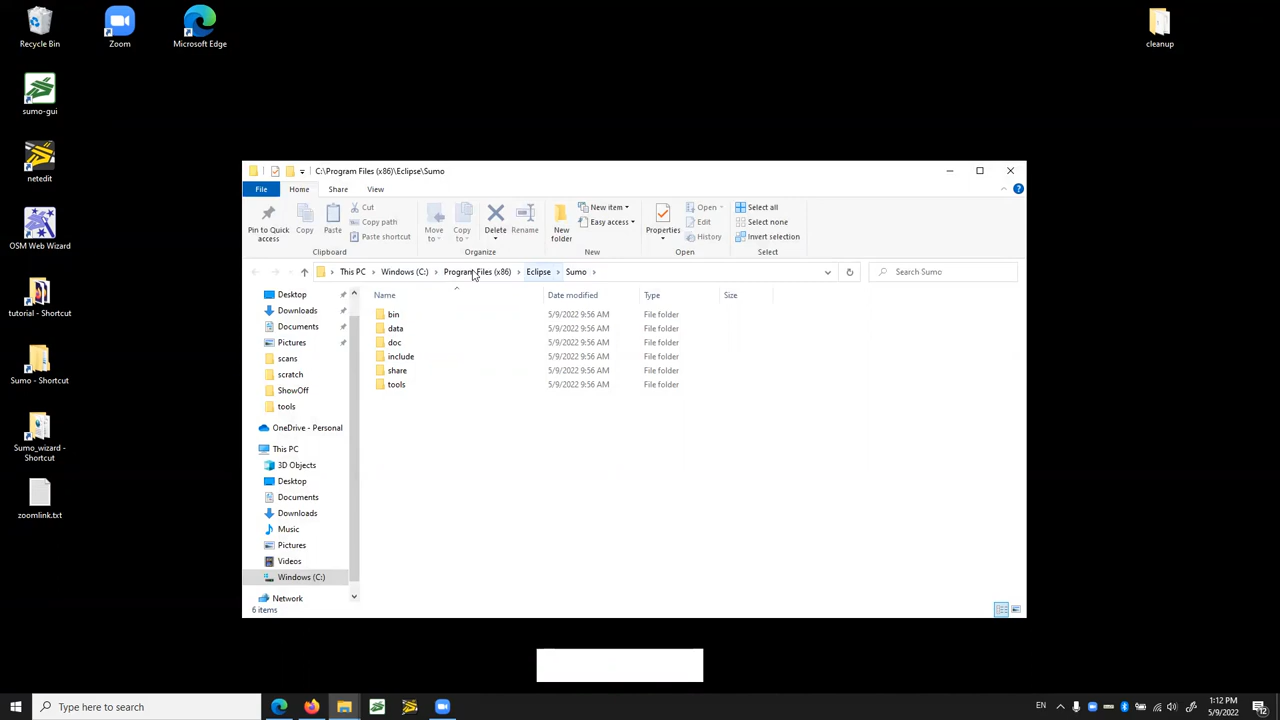 Recycle Bin
Zoom
Microsoft Edge
cleanup
sumo-gui
netedit
OSM Web Wizard
tutorial - Shortcut
Sumo - Shortcut
Sumo_wizard -
Shortcut
zoomlink.txt
C:\Program Files (x86)\Eclipse\Sumo
File
Home
Share
View
Pin to Quick
access
Copy
Paste
Cut
Copy path
Paste shortcut
Clipboard
Move
to
Copy
to
Delete
Rename
Organize
New
folder
New item
Easy access
New
Properties
Open
Edit
History
Open
Select all
Select none
Invert selection
Select
This PC
Windows (C:)
Program Files (x86)
Eclipse
Sumo
Search Sumo
Desktop
Downloads
Documents
Pictures
scans
scratch
ShowOff
tools
OneDrive - Personal
This PC
3D Objects
Desktop
Documents
Downloads
Music
Pictures
Videos
Windows (C:)
Network
Name Date modified Type Size
bin 5/9/2022 9:56 AM File folder
data 5/9/2022 9:56 AM File folder
doc 5/9/2022 9:56 AM File folder
include 5/9/2022 9:56 AM File folder
share 5/9/2022 9:56 AM File folder
tools 5/9/2022 9:56 AM File folder
6 items
Type here to search
EN
1:12 PM
5/9/2022
12